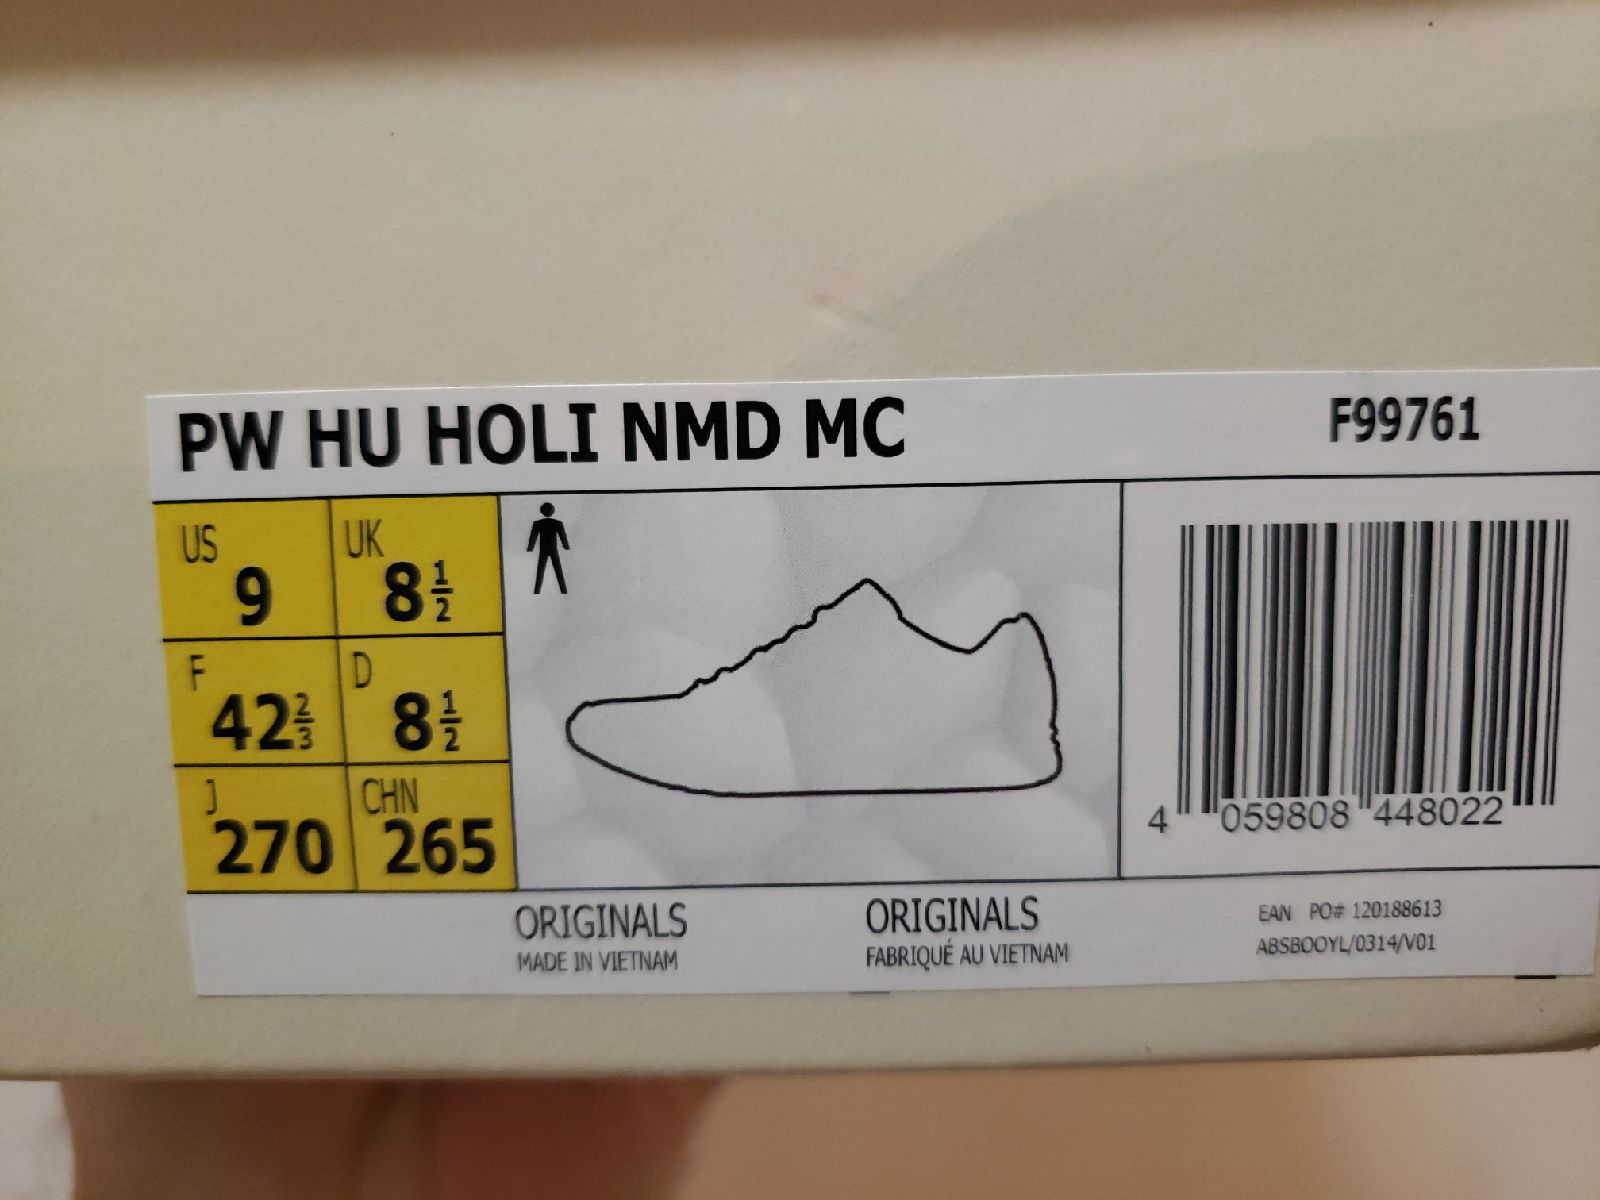 PW HU HOLI NMD MC F99761
US 9 UK 8 1/2
F 42 2/3 D 8 1/2
J 270 CHN 265
4 059808 448022
ORIGINALS ORIGINALS EAN PO# 120188613
MADE IN VIETNAM FABRIQUÉ AU VIETNAM ABSBOOYL/0314/V01